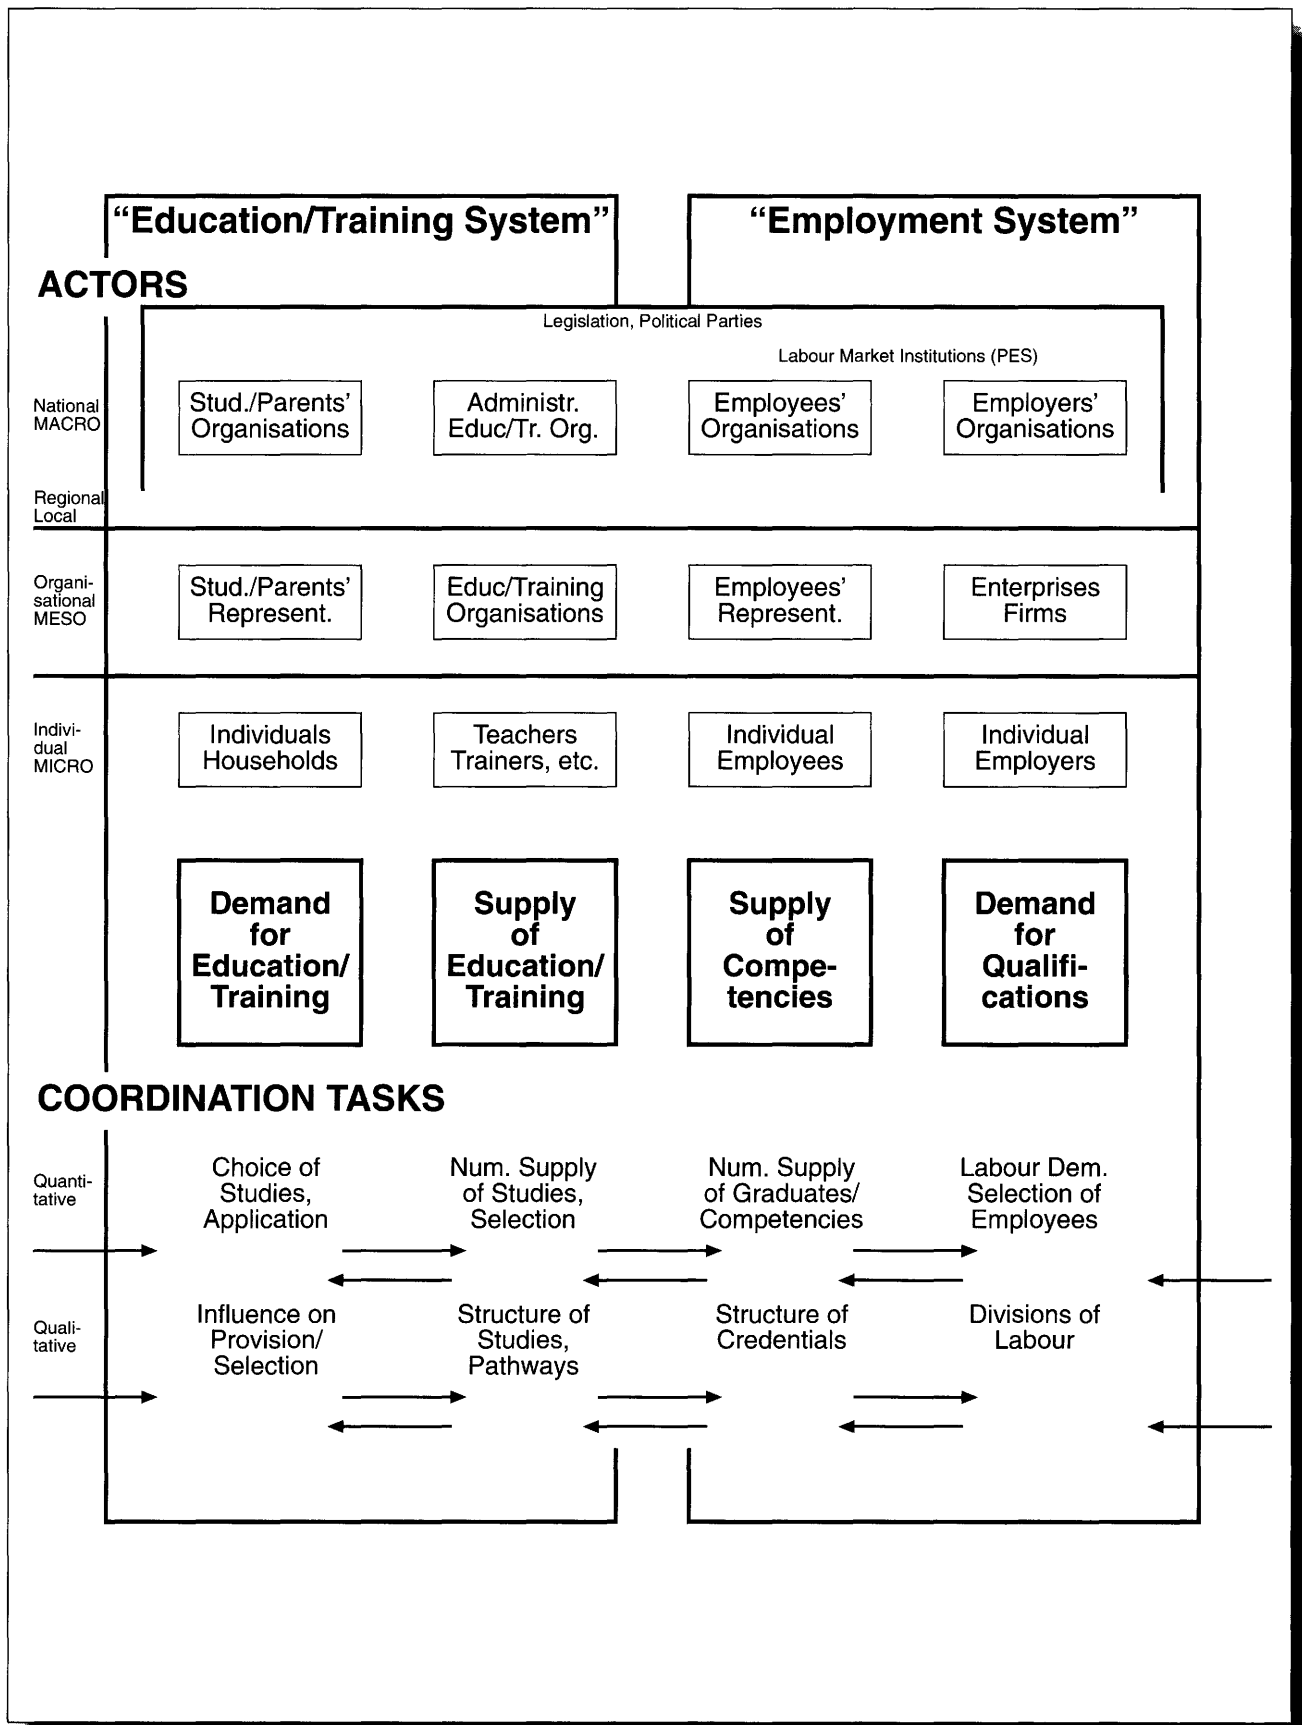 “Education/Training System”
“Employment System”
ACTORS
Legislation, Political Parties
Labour Market Institutions (PES)
National
MACRO
Stud./Parents’
Organisations
Administr.
Educ/Tr. Org.
Employees’
Organisations
Employers’
Organisations
Regional
Local
Organi-
sational
MESO
Stud./Parents’
Represent.
Educ/Training
Organisations
Employees’
Represent.
Enterprises
Firms
Indivi-
dual
MICRO
Individuals
Households
Teachers
Trainers, etc.
Individual
Employees
Individual
Employers
Demand
for
Education/
Training
Supply
of
Education/
Training
Supply
of
Compe-
tencies
Demand
for
Qualifi-
cations
COORDINATION TASKS
Quanti-
tative
Choice of
Studies,
Application
Num. Supply
of Studies,
Selection
Num. Supply
of Graduates/
Competencies
Labour Dem.
Selection of
Employees
Quali-
tative
Influence on
Provision/
Selection
Structure of
Studies,
Pathways
Structure of
Credentials
Divisions of
Labour